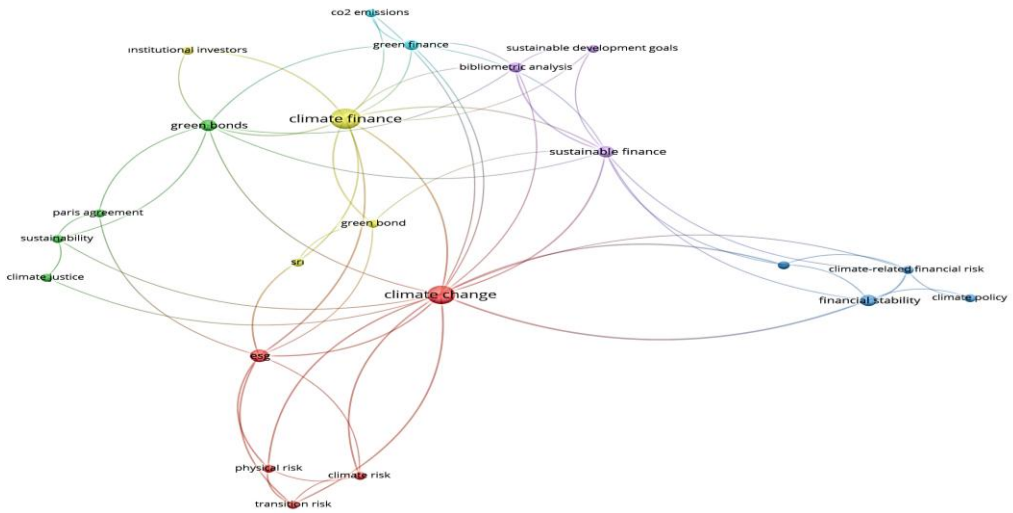 co2 emissions
green finance
institutional investors
sustainable development goals
bibliometric analysis
climate finance
green bonds
sustainable finance
paris agreement
green bond
sustainability
sri
climate justice
climate-related financial risk
climate change
financial stability
climate policy
esg
physical risk
climate risk
transition risk